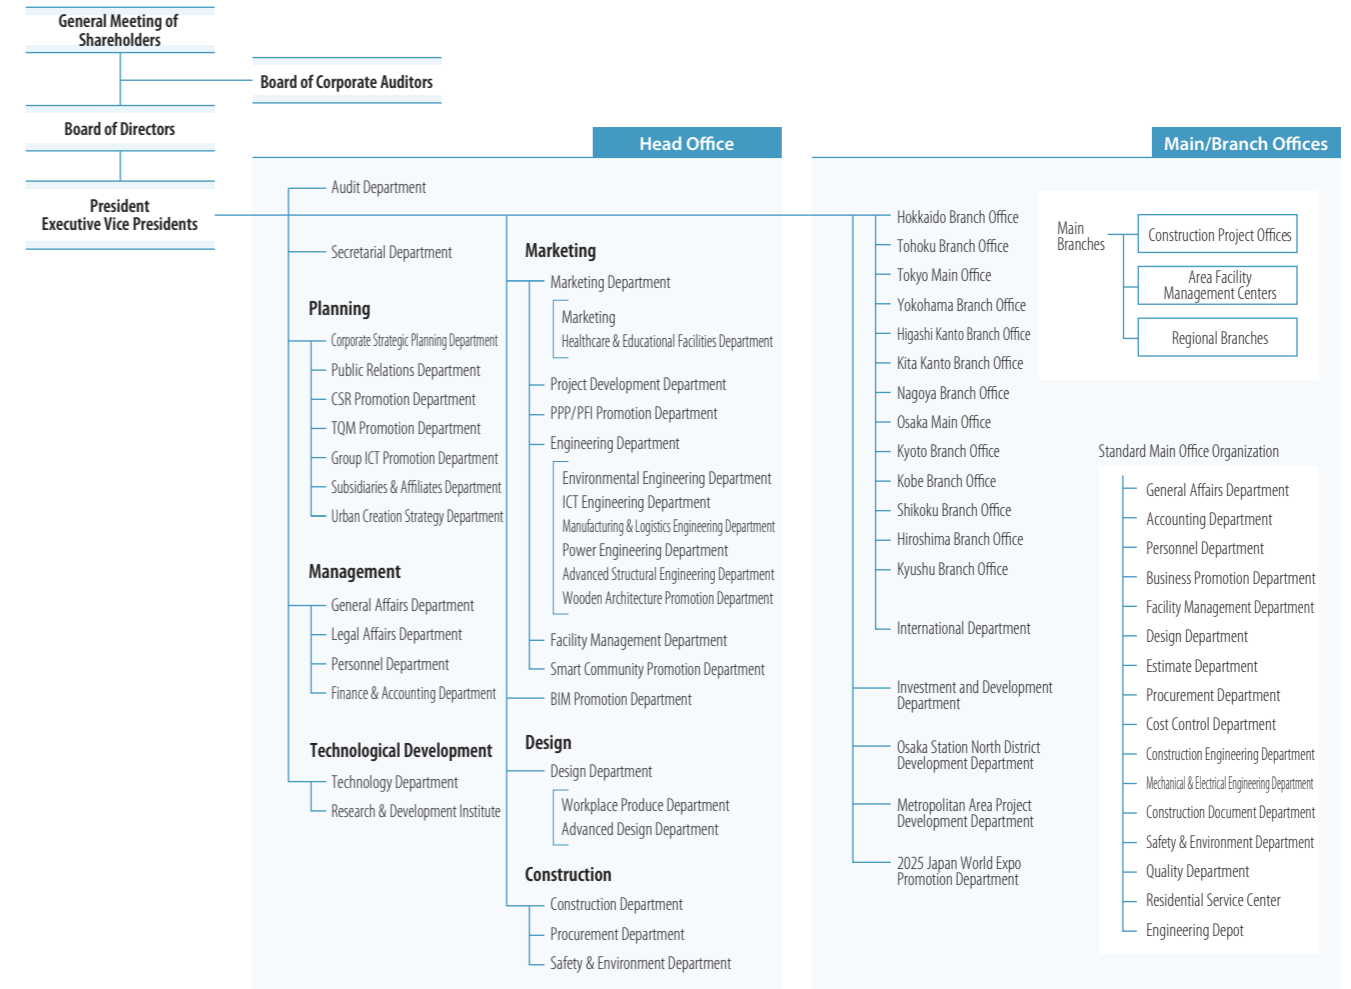 General Meeting of
Shareholders
Board of Corporate Auditors
Board of Directors
President
Executive Vice Presidents
Head Office
Audit Department
Secretarial Department
Planning
Corporate Strategic Planning Department
Public Relations Department
CSR Promotion Department
TQM Promotion Department
Group ICT Promotion Department
Subsidiaries & Affiliates Department
Urban Creation Strategy Department
Management
General Affairs Department
Legal Affairs Department
Personnel Department
Finance & Accounting Department
Technological Development
Technology Department
Research & Development Institute
Marketing
Marketing Department
Marketing
Healthcare & Educational Facilities Department
Project Development Department
PPP/PFI Promotion Department
Engineering Department
Environmental Engineering Department
ICT Engineering Department
Manufacturing & Logistics Engineering Department
Power Engineering Department
Advanced Structural Engineering Department
Wooden Architecture Promotion Department
Facility Management Department
Smart Community Promotion Department
BIM Promotion Department
Design
Design Department
Workplace Produce Department
Advanced Design Department
Construction
Construction Department
Procurement Department
Safety & Environment Department
Main/Branch Offices
Hokkaido Branch Office
Tohoku Branch Office
Tokyo Main Office
Yokohama Branch Office
Higashi Kanto Branch Office
Kita Kanto Branch Office
Nagoya Branch Office
Osaka Main Office
Kyoto Branch Office
Kobe Branch Office
Shikoku Branch Office
Hiroshima Branch Office
Kyushu Branch Office
International Department
Investment and Development
Department
Osaka Station North District
Development Department
Metropolitan Area Project
Development Department
2025 Japan World Expo
Promotion Department
Main
Branches
Construction Project Offices
Area Facility
Management Centers
Regional Branches
Standard Main Office Organization
General Affairs Department
Accounting Department
Personnel Department
Business Promotion Department
Facility Management Department
Design Department
Estimate Department
Procurement Department
Cost Control Department
Construction Engineering Department
Mechanical & Electrical Engineering Department
Construction Document Department
Safety & Environment Department
Quality Department
Residential Service Center
Engineering Depot